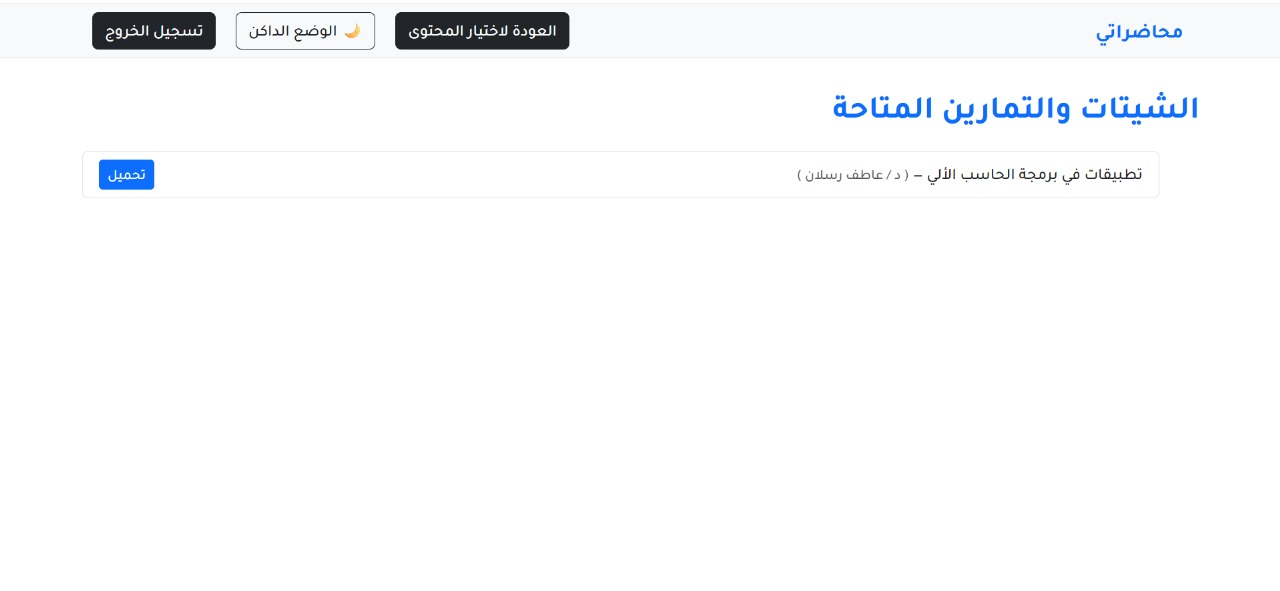 محاضراتي
العودة لاختيار المحتوى
🌙 الوضع الداكن
تسجيل الخروج
الشيتات والتمارين المتاحة
تطبيقات في برمجة الحاسب الألي – ( د / عاطف رسلان )
تحميل